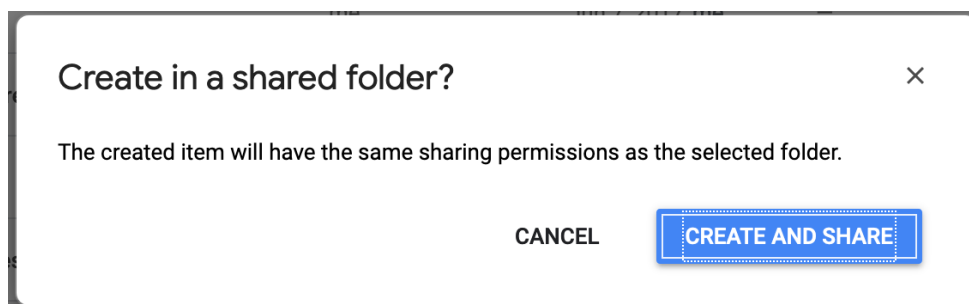 Create in a shared folder?
The created item will have the same sharing permissions as the selected folder.
CANCEL CREATE AND SHARE